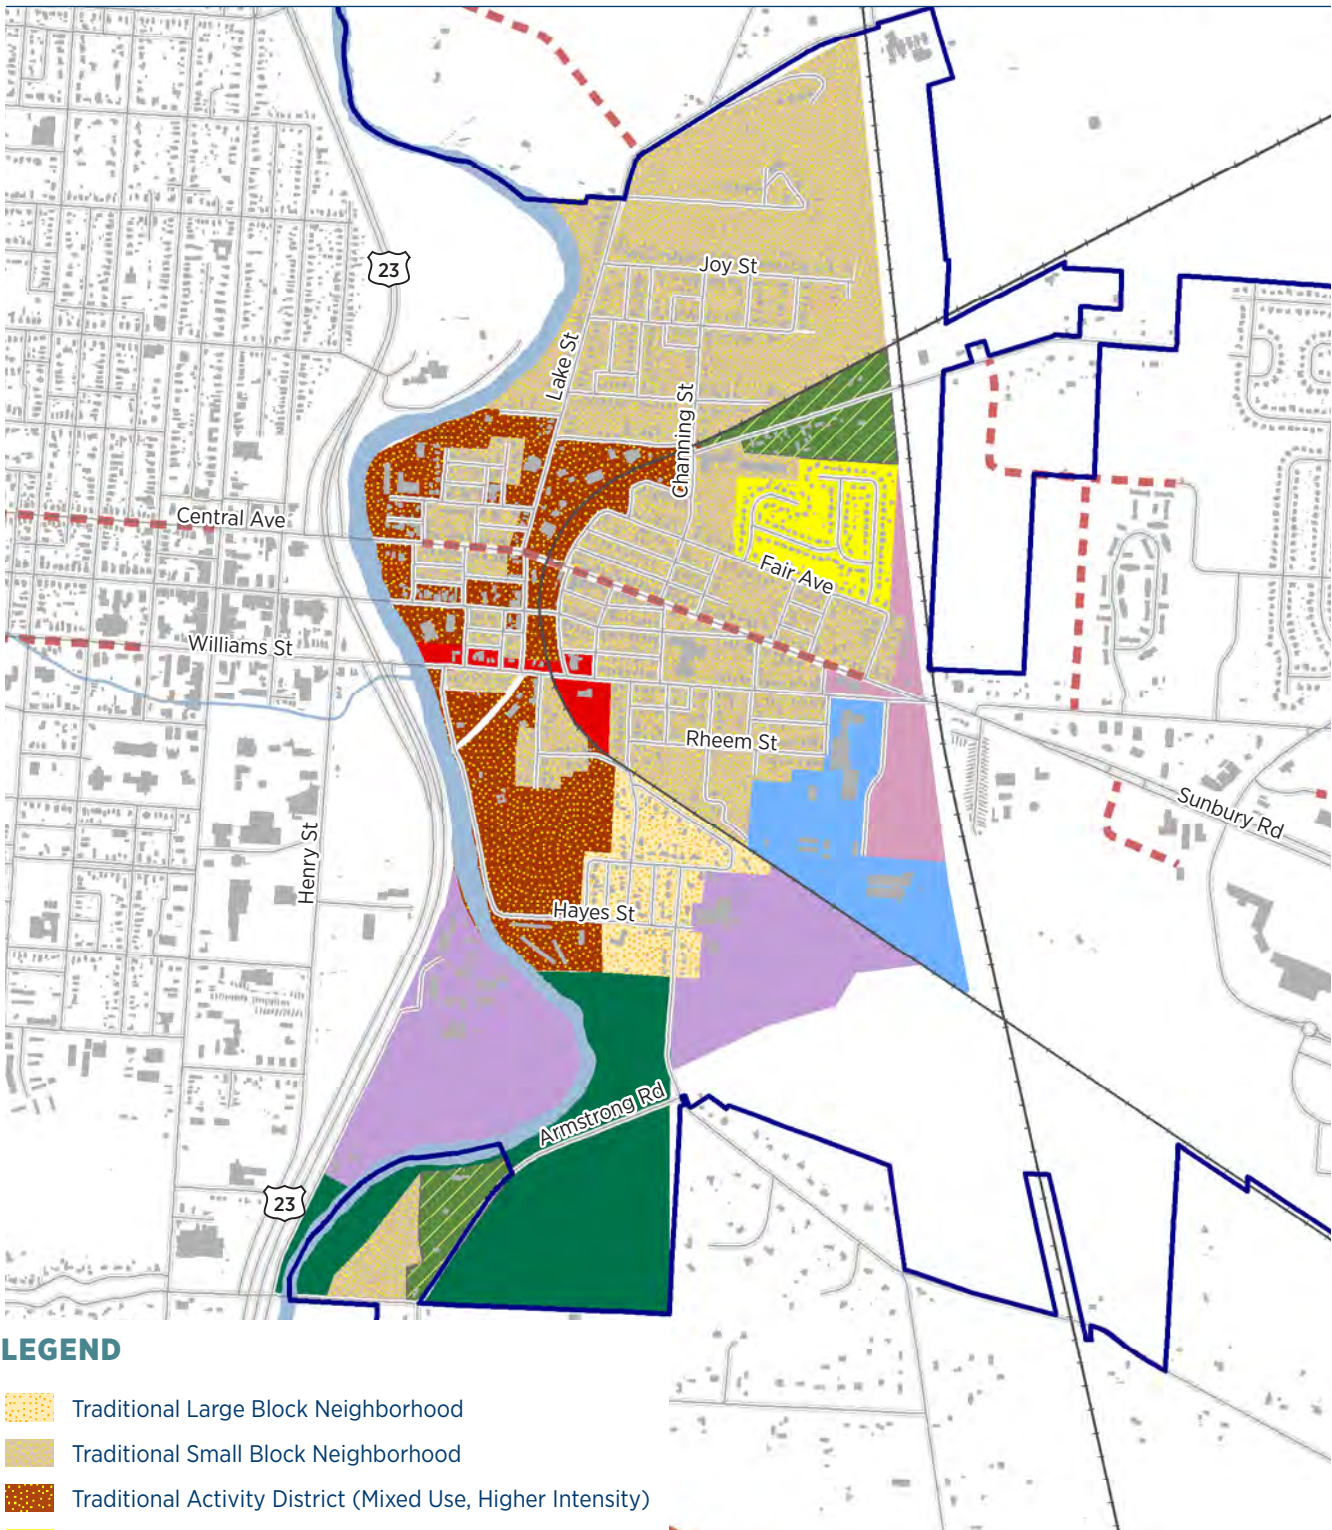 23
Joy St
Lake St
Channing St
Central Ave
Fair Ave
Williams St
Rheem St
Sunbury Rd
Henry St
Hayes St
Armstrong Rd
23
LEGEND
Traditional Large Block Neighborhood
Traditional Small Block Neighborhood
Traditional Activity District (Mixed Use, Higher Intensity)